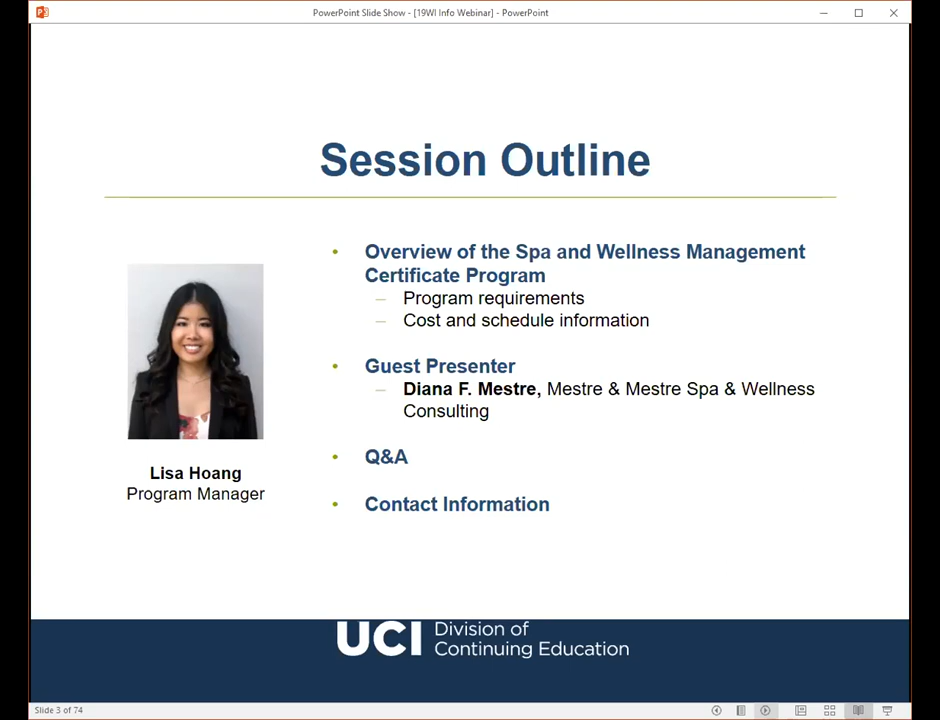 PowerPoint Slide Show - [19WI Info Webinar] - PowerPoint
Session Outline
• Overview of the Spa and Wellness Management
Certificate Program
– Program requirements
– Cost and schedule information
• Guest Presenter
– Diana F. Mestre, Mestre & Mestre Spa & Wellness
Consulting
• Q&A
• Contact Information
Lisa Hoang
Program Manager
UCI Division of
Continuing Education
Slide 3 of 74